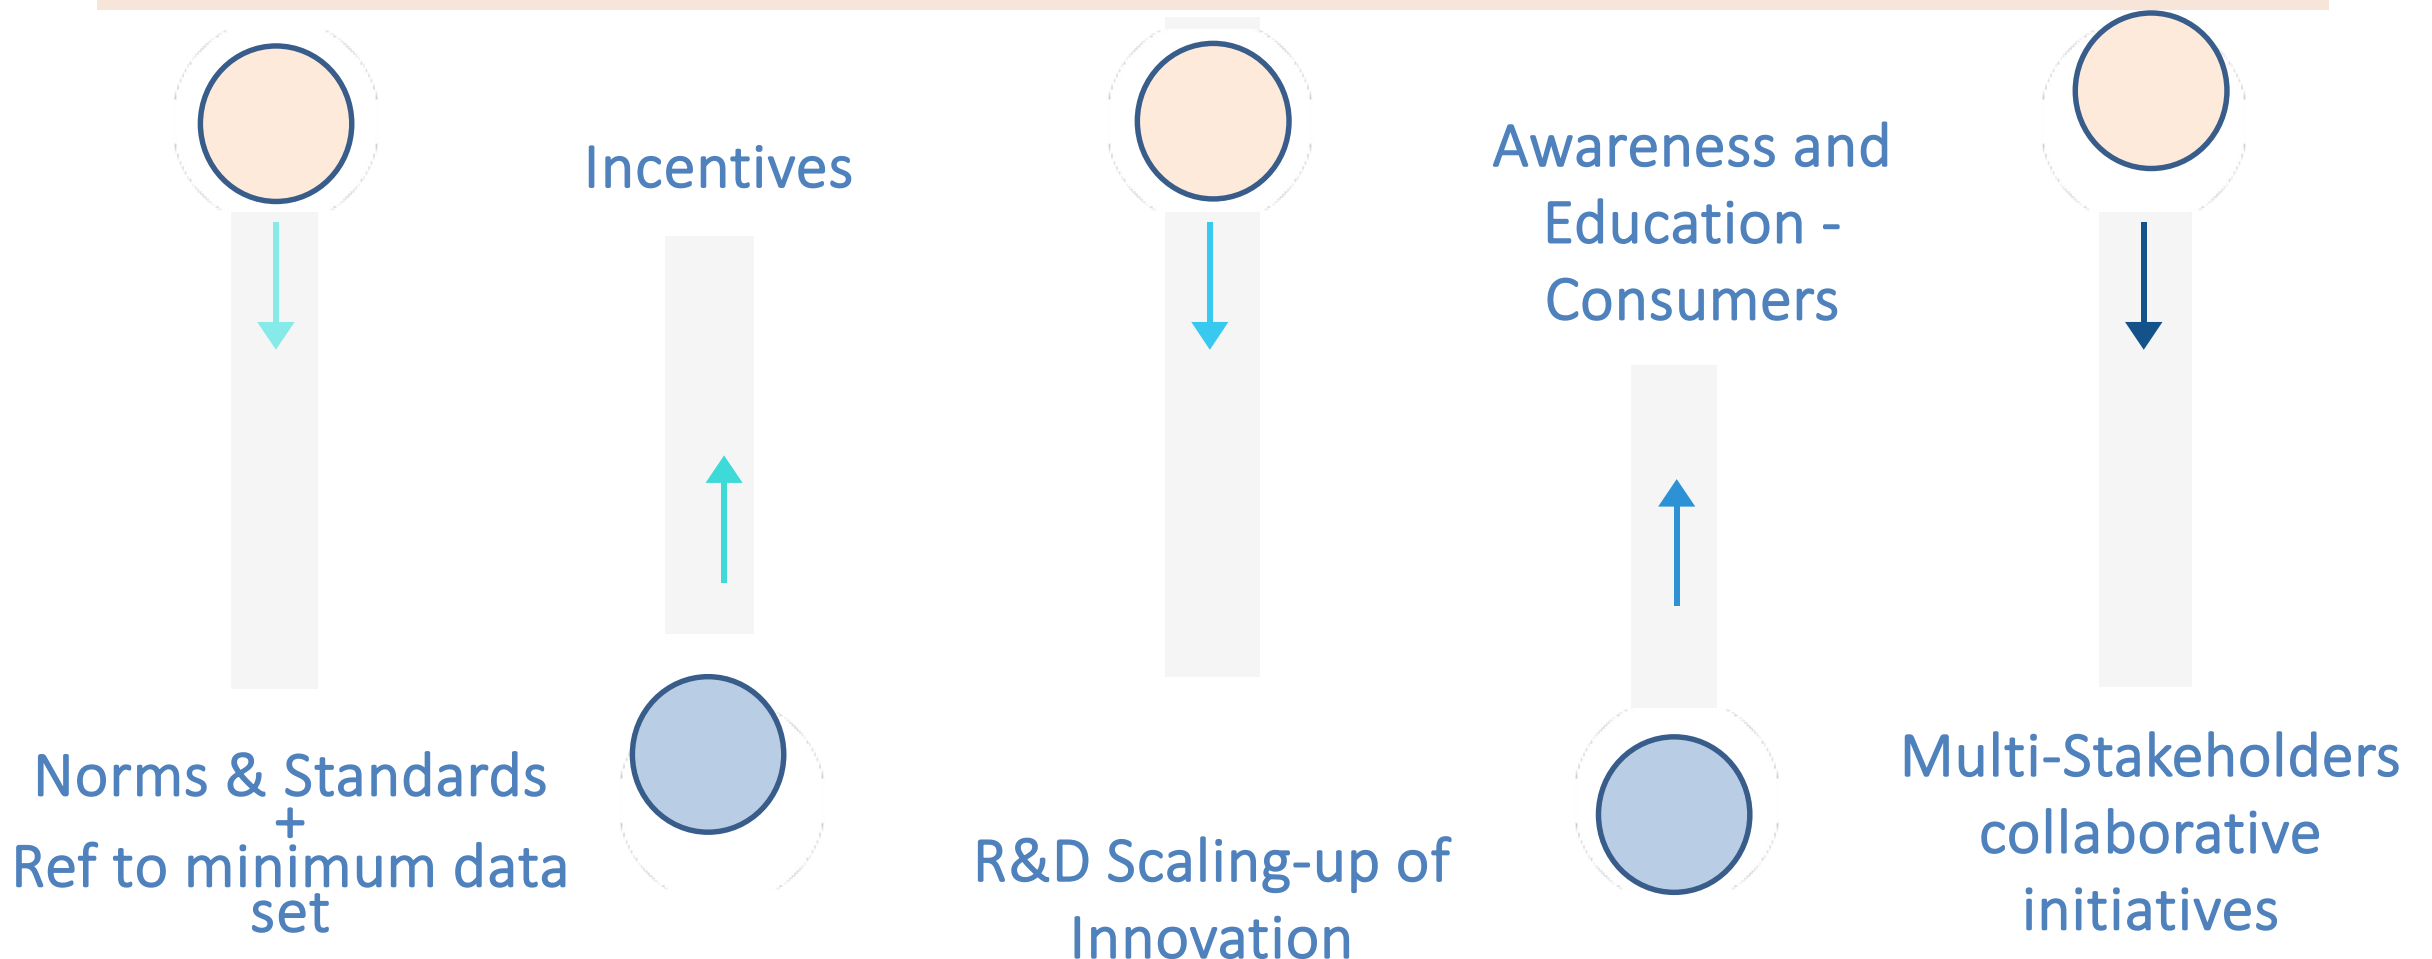 Norms & Standards
+
Ref to minimum data
set
Incentives
R&D Scaling-up of
Innovation
Awareness and
Education -
Consumers
Multi-Stakeholders
collaborative
initiatives